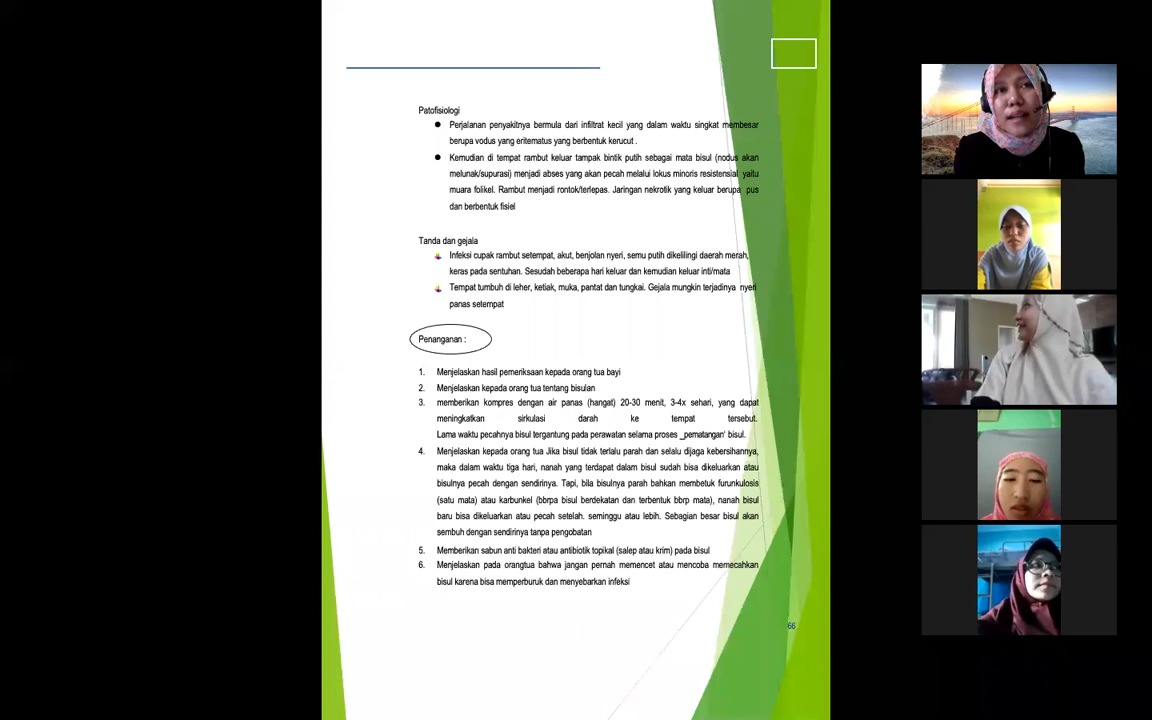 Patofisiologi
Perjalanan penyakitnya bermula dari infiltrat kecil yang dalam waktu singkat membesar
berupa vodus yang eritematus yang berbentuk kerucut .
Kemudian di tempat rambut keluar tampak bintik putih sebagai mata bisul (nodus akan
melunak/supurasi) menjadi abses yang akan pecah melalui lokus minoris resistensial yaitu
muara folikel. Rambut menjadi rontok/terlepas. Jaringan nekrotik yang keluar berupa pus
dan berbentuk fisiel
Tanda dan gejala
Infeksi cupak rambut setempat, akut, benjolan nyeri, semu putih dikelilingi daerah merah,
keras pada sentuhan. Sesudah beberapa hari keluar dan kemudian keluar inti/mata
Tempat tumbuh di leher, ketiak, muka, pantat dan tungkai. Gejala mungkin terjadinya nyeri
panas setempat
Penanganan :
1. Menjelaskan hasil pemeriksaan kepada orang tua bayi
2. Menjelaskan kepada orang tua tentang bisulan
3. memberikan kompres dengan air panas (hangat) 20-30 menit, 3-4x sehari, yang dapat
meningkatkan sirkulasi darah ke tempat tersebut.
Lama waktu pecahnya bisul tergantung pada perawatan selama proses _pematangan' bisul.
4. Menjelaskan kepada orang tua Jika bisul tidak terlalu parah dan selalu dijaga kebersihannya,
maka dalam waktu tiga hari, nanah yang terdapat dalam bisul sudah bisa dikeluarkan atau
bisulnya pecah dengan sendirinya. Tapi, bila bisulnya parah bahkan membetuk furunkulosis
(satu mata) atau karbunkel (bbrpa bisul berdekatan dan terbentuk bbrp mata), nanah bisul
baru bisa dikeluarkan atau pecah setelah. seminggu atau lebih. Sebagian besar bisul akan
sembuh dengan sendirinya tanpa pengobatan
5. Memberikan sabun anti bakteri atau antibiotik topikal (salep atau krim) pada bisul
6. Menjelaskan pada orangtua bahwa jangan pernah memencet atau mencoba memecahkan
bisul karena bisa memperburuk dan menyebarkan infeksi
66